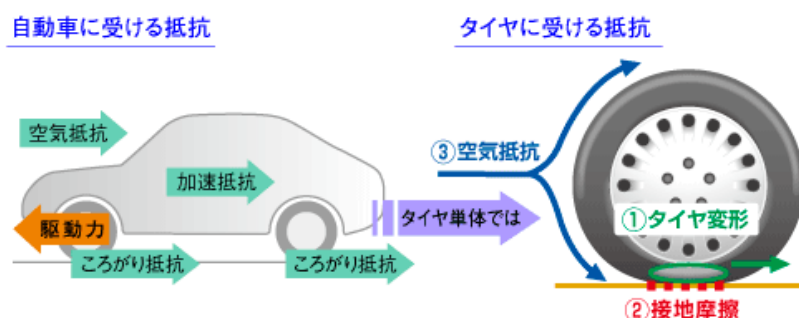 自動車に受ける抵抗
タイヤに受ける抵抗
空気抵抗
加速抵抗
駆動力
ころがり抵抗
ころがり抵抗
タイヤ単体では
③空気抵抗
①タイヤ変形
②接地摩擦